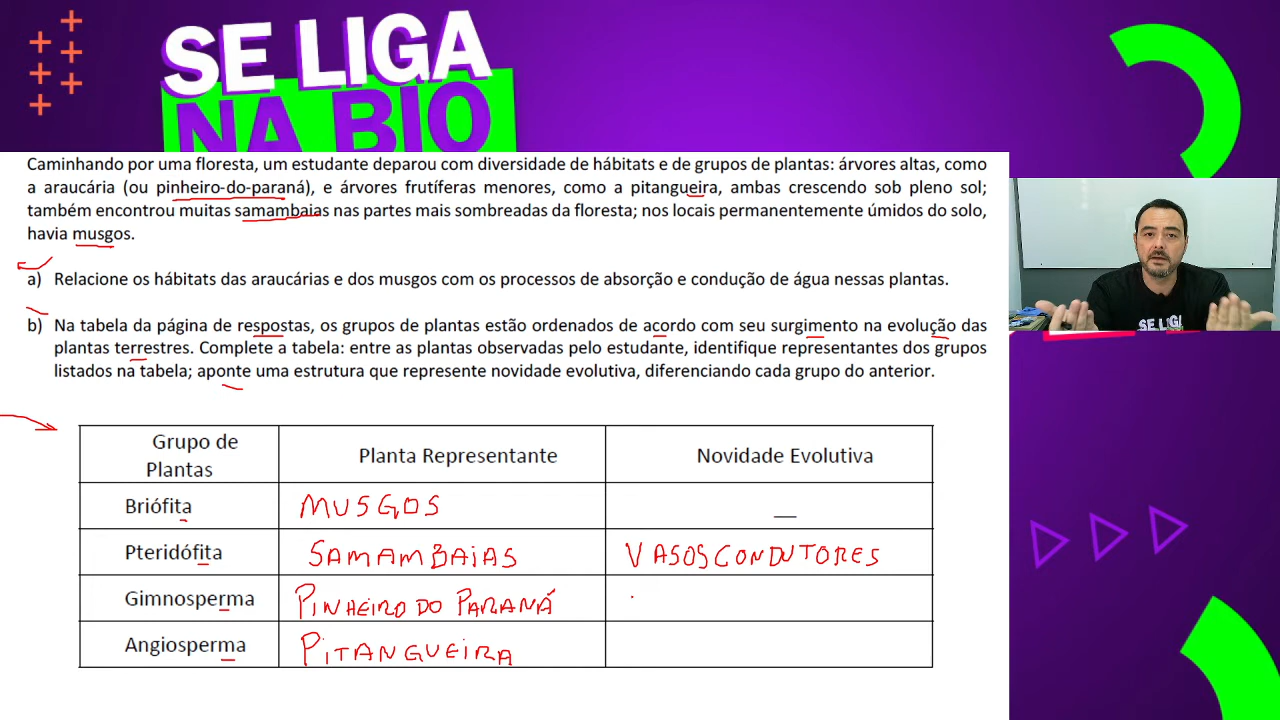 SE LIGA
NA BIO
Caminhando por uma floresta, um estudante deparou com diversidade de hábitats e de grupos de plantas: árvores altas, como
a araucária (ou pinheiro-do-paraná), e árvores frutíferas menores, como a pitangueira, ambas crescendo sob pleno sol;
também encontrou muitas samambaias nas partes mais sombreadas da floresta; nos locais permanentemente úmidos do solo,
havia musgos.
a) Relacione os hábitats das araucárias e dos musgos com os processos de absorção e condução de água nessas plantas.
b) Na tabela da página de respostas, os grupos de plantas estão ordenados de acordo com seu surgimento na evolução das
plantas terrestres. Complete a tabela: entre as plantas observadas pelo estudante, identifique representantes dos grupos
listados na tabela; aponte uma estrutura que represente novidade evolutiva, diferenciando cada grupo do anterior.
Grupo de
Plantas
Planta Representante
Novidade Evolutiva
Briófita MUSGOS __
Pteridófita SAMAMBAIAS VASOS CONDUTORES
Gimnosperma PINHEIRO DO PARANÁ
Angiosperma PITANGUEIRA
SE LIGA